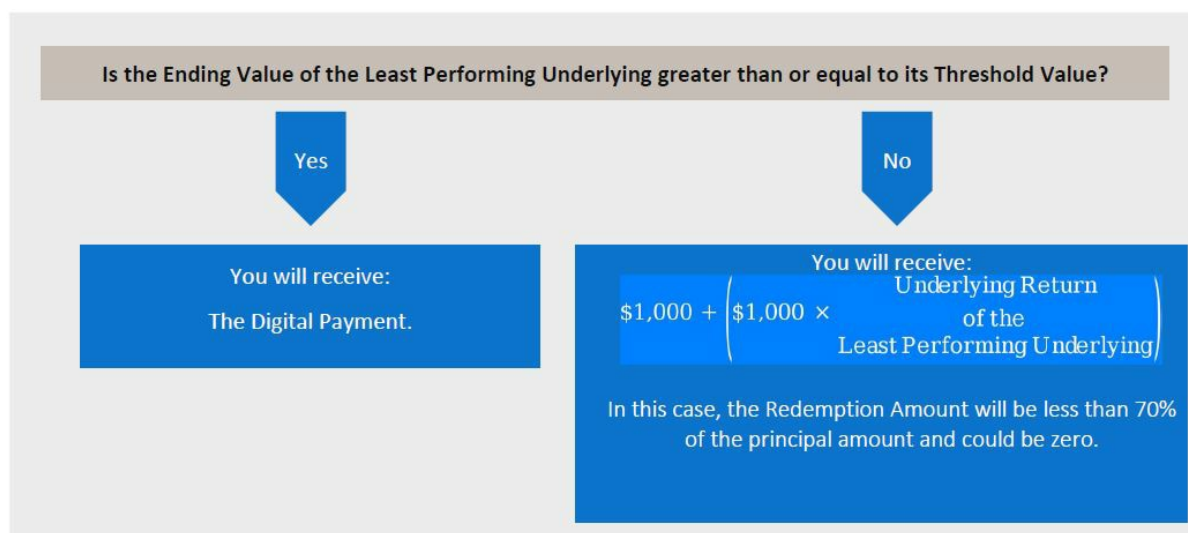 Is the Ending Value of the Least Performing Underlying greater than or equal to its Threshold Value?
Yes
No
You will receive:
The Digital Payment.
You will receive:
$1,000 + ($1,000 × Underlying Return
of the
Least Performing Underlying)
In this case, the Redemption Amount will be less than 70%
of the principal amount and could be zero.